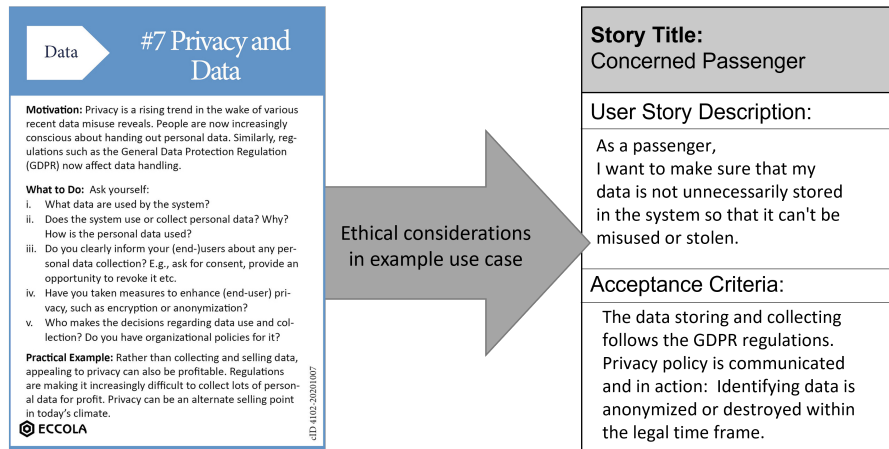 Data
#7 Privacy and
Data
Motivation: Privacy is a rising trend in the wake of various
recent data misuse reveals. People are now increasingly
conscious about handing out personal data. Similarly, reg-
ulations such as the General Data Protection Regulation
(GDPR) now affect data handling.
What to Do: Ask yourself:
i. What data are used by the system?
ii. Does the system use or collect personal data? Why?
How is the personal data used?
iii. Do you clearly inform your (end-)users about any per-
sonal data collection? E.g., ask for consent, provide an
opportunity to revoke it etc.
iv. Have you taken measures to enhance (end-user) pri-
vacy, such as encryption or anonymization?
v. Who makes the decisions regarding data use and col-
lection? Do you have organizational policies for it?
Practical Example: Rather than collecting and selling data,
appealing to privacy can also be profitable. Regulations
are making it increasingly difficult to collect lots of person-
al data for profit. Privacy can be an alternate selling point
in today's climate.
ECCOLA
cID 4102-20201007
Ethical considerations
in example use case
Story Title:
Concerned Passenger
User Story Description:
As a passenger,
I want to make sure that my
data is not unnecessarily stored
in the system so that it can't be
misused or stolen.
Acceptance Criteria:
The data storing and collecting
follows the GDPR regulations.
Privacy policy is communicated
and in action: Identifying data is
anonymized or destroyed within
the legal time frame.